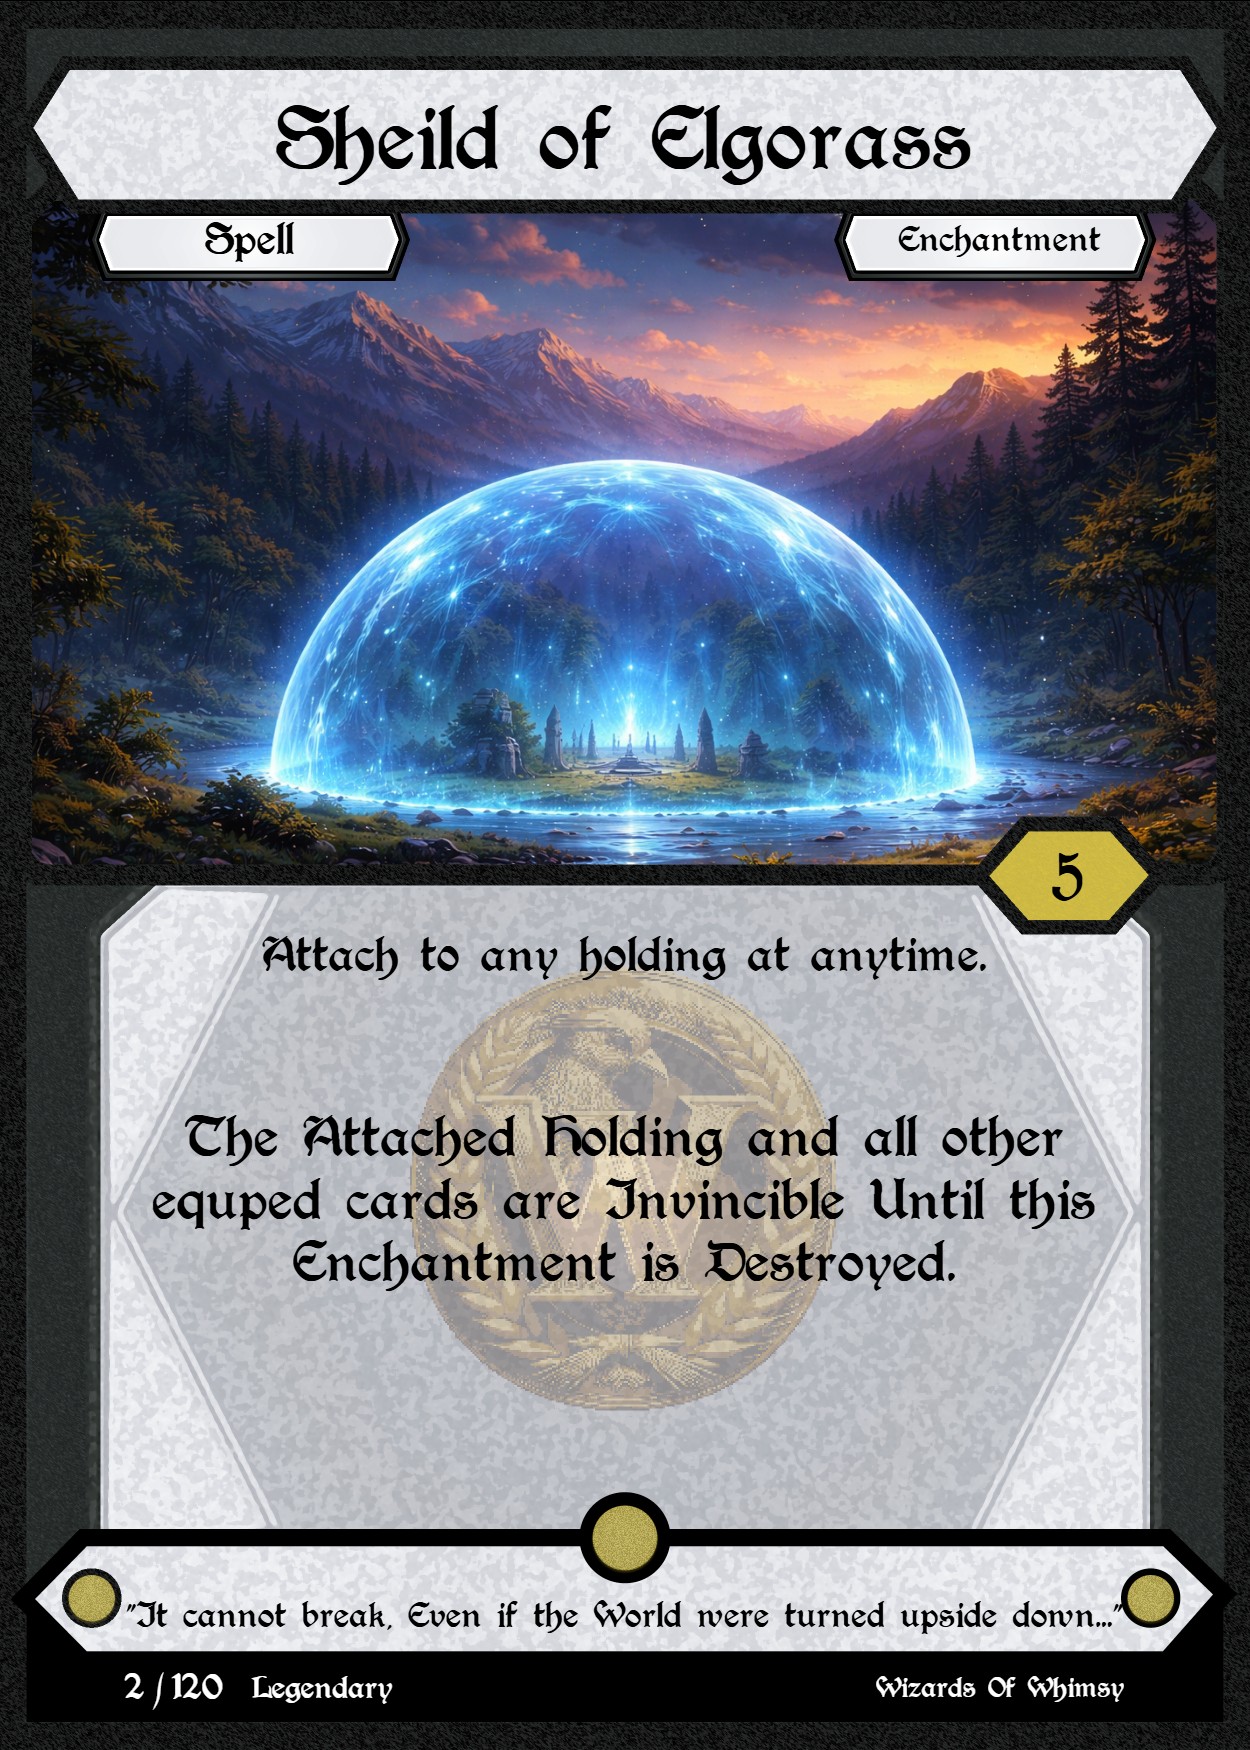 Sheild of Elgorass
Spell
Enchantment
5
Attach to any holding at anytime.
The Attached Holding and all other
equped cards are Invincible Until this
Enchantment is Destroyed.
W
"It cannot break, Even if the World were turned upside down..."
2 / 120 Legendary
Wizards Of Whimsy